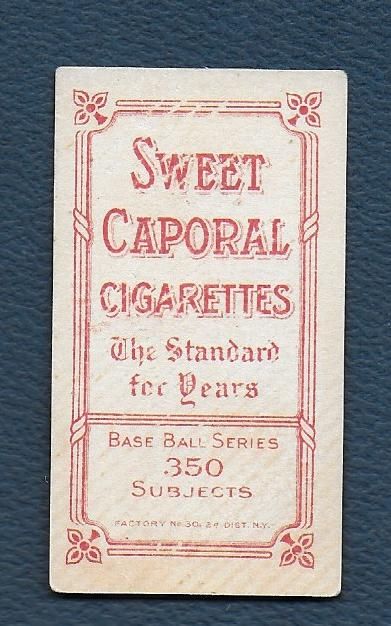 SWEET
CAPORAL
CIGARETTES
The Standard
for Years
BASE BALL SERIES
350
SUBJECTS
FACTORY No. 30, 2d DIST. N.Y.